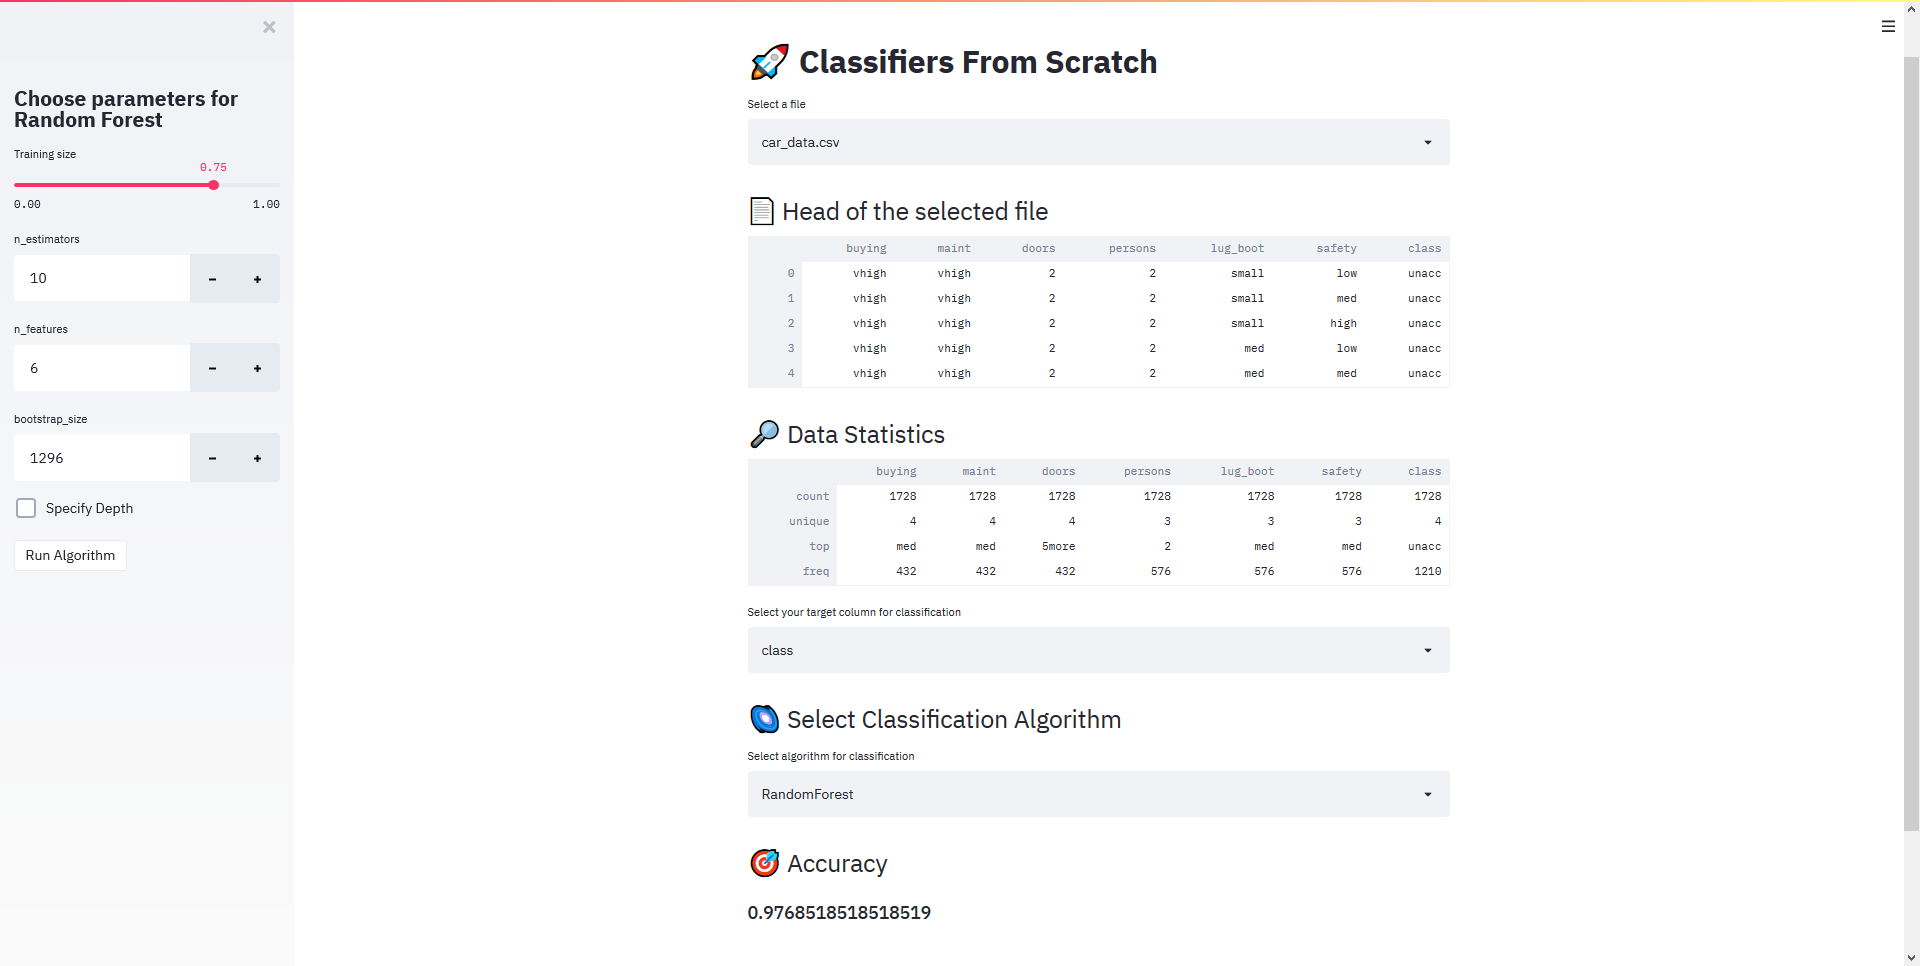 Choose parameters for
Random Forest
Training size
0.75
0.00 1.00
n_estimators
10 - +
n_features
6 - +
bootstrap_size
1296 - +
Specify Depth
Run Algorithm
Classifiers From Scratch
Select a file
car_data.csv
Head of the selected file
buying maint doors persons lug_boot safety class
0 vhigh vhigh 2 2 small low unacc
1 vhigh vhigh 2 2 small med unacc
2 vhigh vhigh 2 2 small high unacc
3 vhigh vhigh 2 2 med low unacc
4 vhigh vhigh 2 2 med med unacc
Data Statistics
buying maint doors persons lug_boot safety class
count 1728 1728 1728 1728 1728 1728 1728
unique 4 4 4 3 3 3 4
top med med 5more 2 med med unacc
freq 432 432 432 576 576 576 1210
Select your target column for classification
class
Select Classification Algorithm
Select algorithm for classification
RandomForest
Accuracy
0.9768518518518519